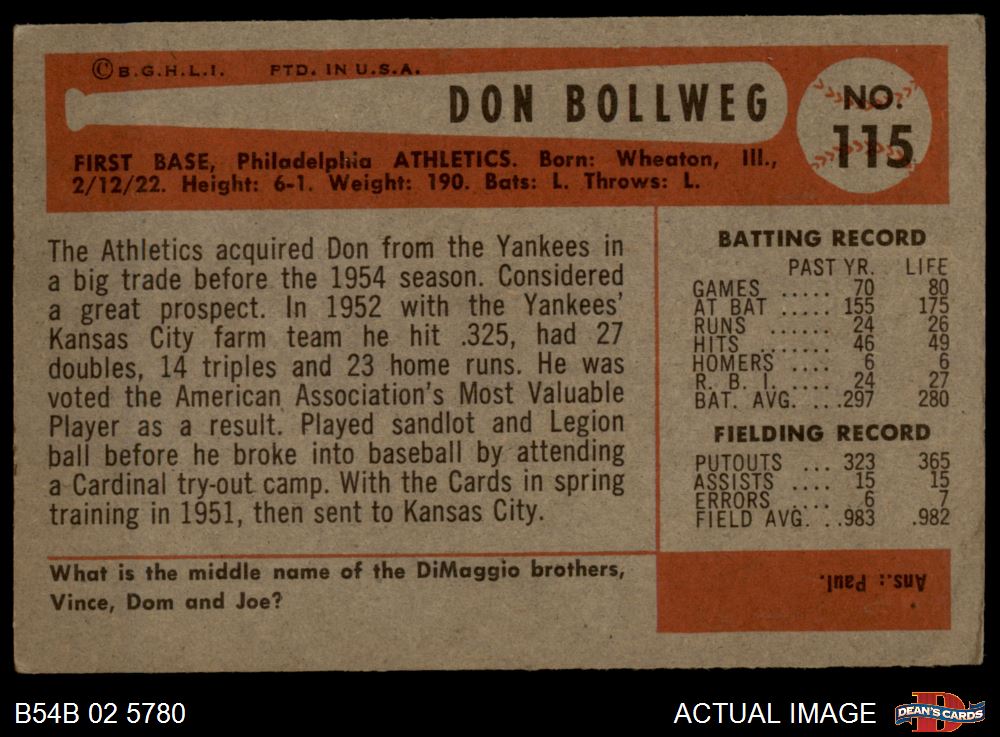 © B.G.H.L.I. PTD. IN U.S.A.
DON BOLLWEG
NO.
115
FIRST BASE, Philadelphia ATHLETICS. Born: Wheaton, Ill.,
2/12/22. Height: 6-1. Weight: 190. Bats: L. Throws: L.
The Athletics acquired Don from the Yankees in
a big trade before the 1954 season. Considered
a great prospect. In 1952 with the Yankees'
Kansas City farm team he hit .325, had 27
doubles, 14 triples and 23 home runs. He was
voted the American Association's Most Valuable
Player as a result. Played sandlot and Legion
ball before he broke into baseball by attending
a Cardinal try-out camp. With the Cards in spring
training in 1951, then sent to Kansas City.
BATTING RECORD
PAST YR. LIFE
GAMES ..... 70 80
AT BAT ..... 155 175
RUNS ...... 24 26
HITS ....... 46 49
HOMERS .... 6 6
R. B. I. .... 24 27
BAT. AVG. ...297 280
FIELDING RECORD
PUTOUTS ... 323 365
ASSISTS .... 15 15
ERRORS .... 6 7
FIELD AVG. ..983 .982
What is the middle name of the DiMaggio brothers,
Vince, Dom and Joe?
Ans.: Paul.
B54B 02 5780
ACTUAL IMAGE
DEAN'S CARDS